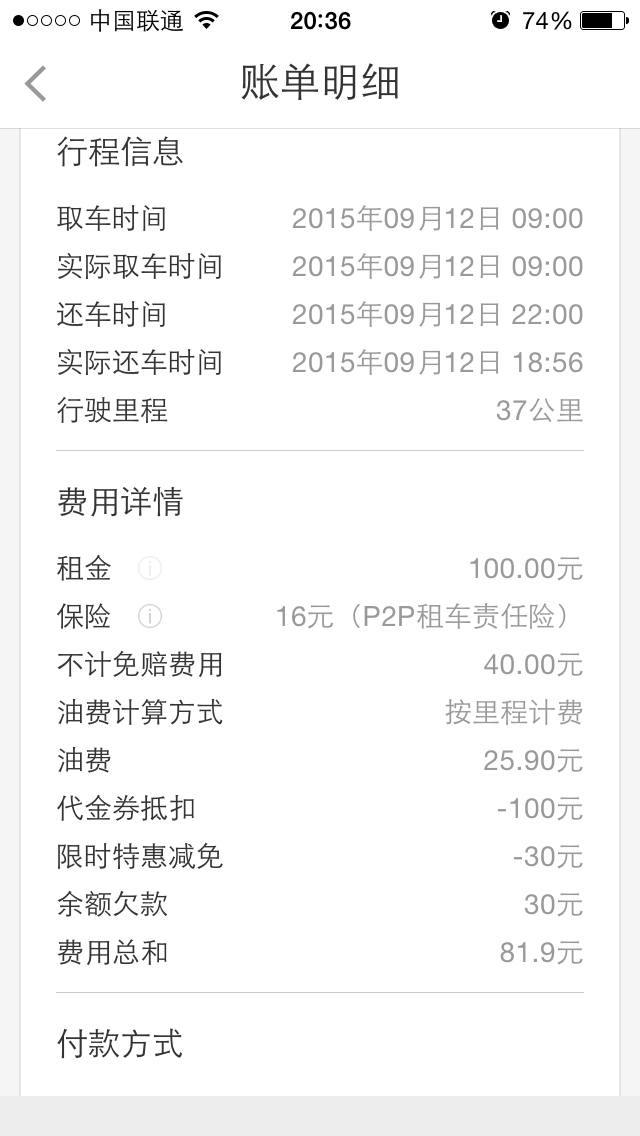 中国联通 20:36 74%
账单明细
行程信息
取车时间 2015年09月12日 09:00
实际取车时间 2015年09月12日 09:00
还车时间 2015年09月12日 22:00
实际还车时间 2015年09月12日 18:56
行驶里程 37公里
费用详情
租金 100.00元
保险 16元（P2P租车责任险）
不计免赔费用 40.00元
油费计算方式 按里程计费
油费 25.90元
代金券抵扣 -100元
限时特惠减免 -30元
余额欠款 30元
费用总和 81.9元
付款方式